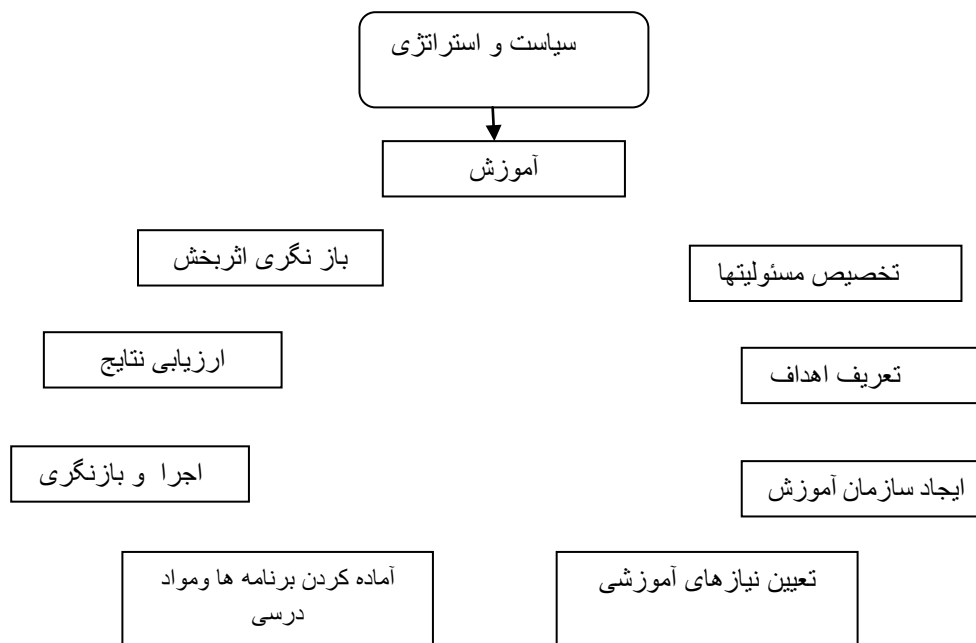 سیاست و استراتژی
آموزش
باز نگری اثربخش
تخصیص مسئولیتها
ارزیابی نتایج
تعریف اهداف
اجرا و بازنگری
ایجاد سازمان آموزش
تعیین نیازهای آموزشی
آماده کردن برنامه ها ومواد
درسی